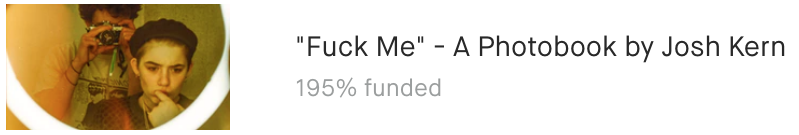 "Fuck Me" - A Photobook by Josh Kern
195% funded